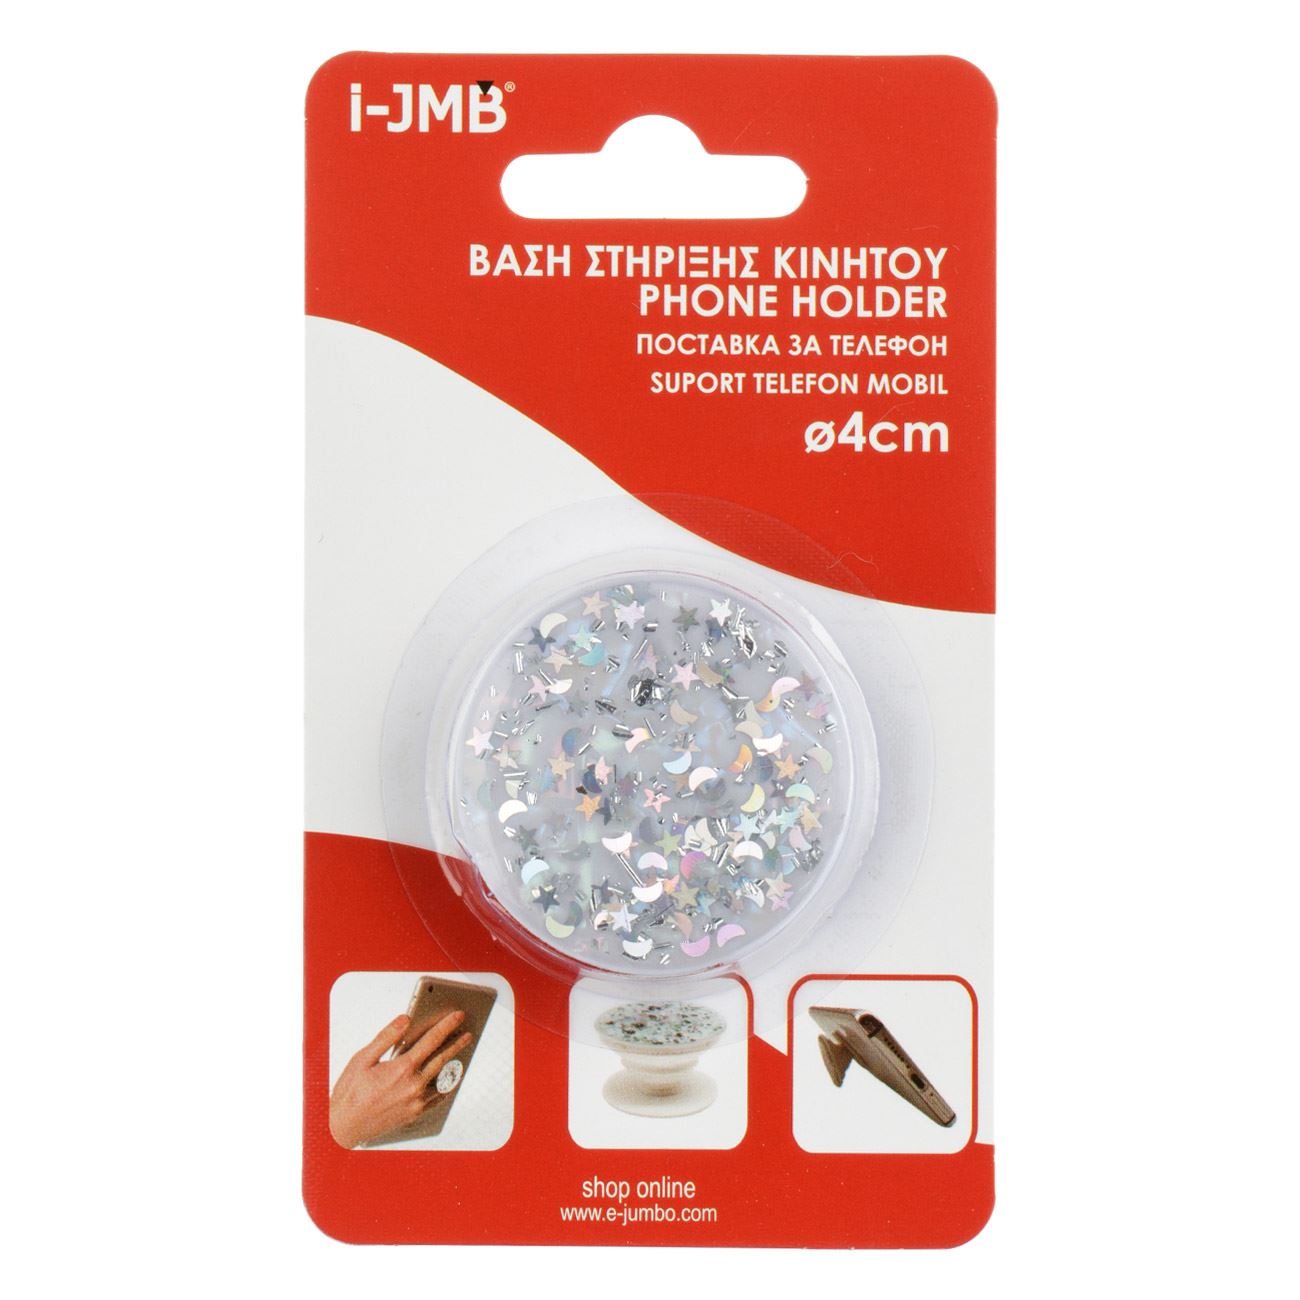 i-JMB®
ΒΑΣΗ ΣΤΗΡΙΞΗΣ ΚΙΝΗΤΟΥ
PHONE HOLDER
ПОСТАВКА ЗА ТЕЛЕФОН
SUPORT TELEFON MOBIL
ø4cm
shop online
www.e-jumbo.com